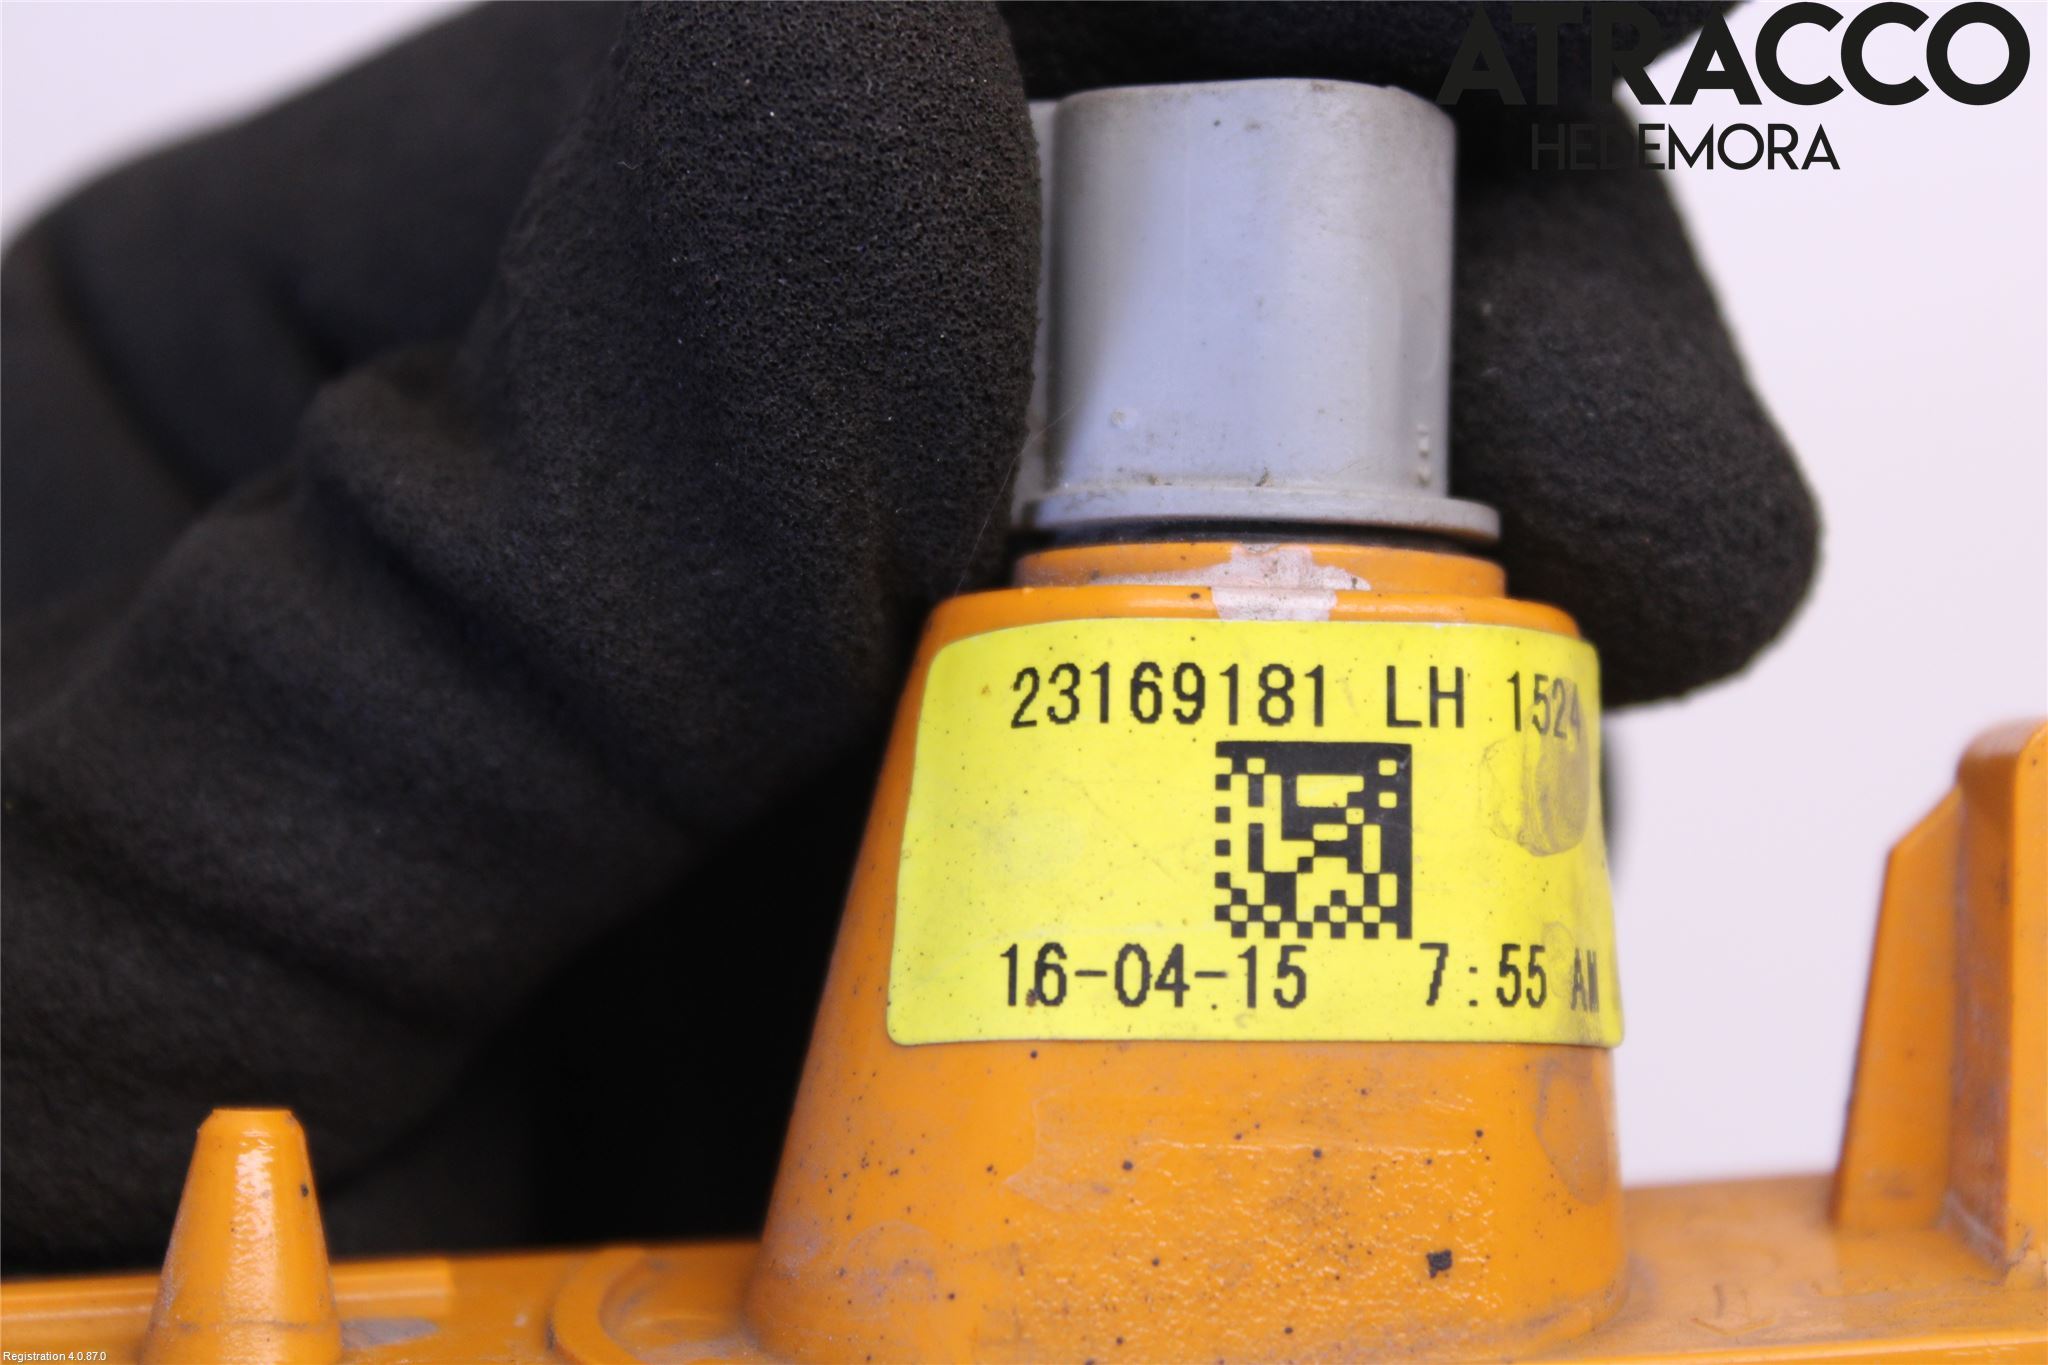 ATRACCO
HEDEMORA
23169181 LH 1524
16-04-15 7:55 AM
Registration 4.0.87.0